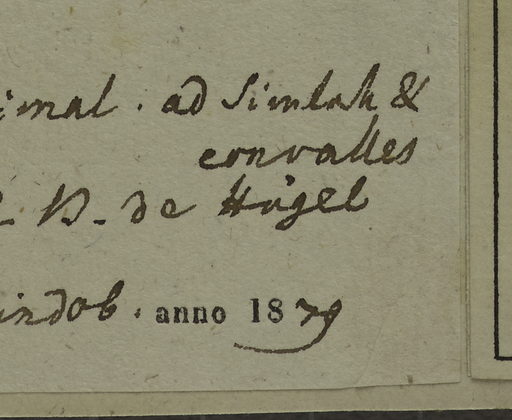 imal. ad Simlah &
convalles
B. de Hügel
indob. anno 1879